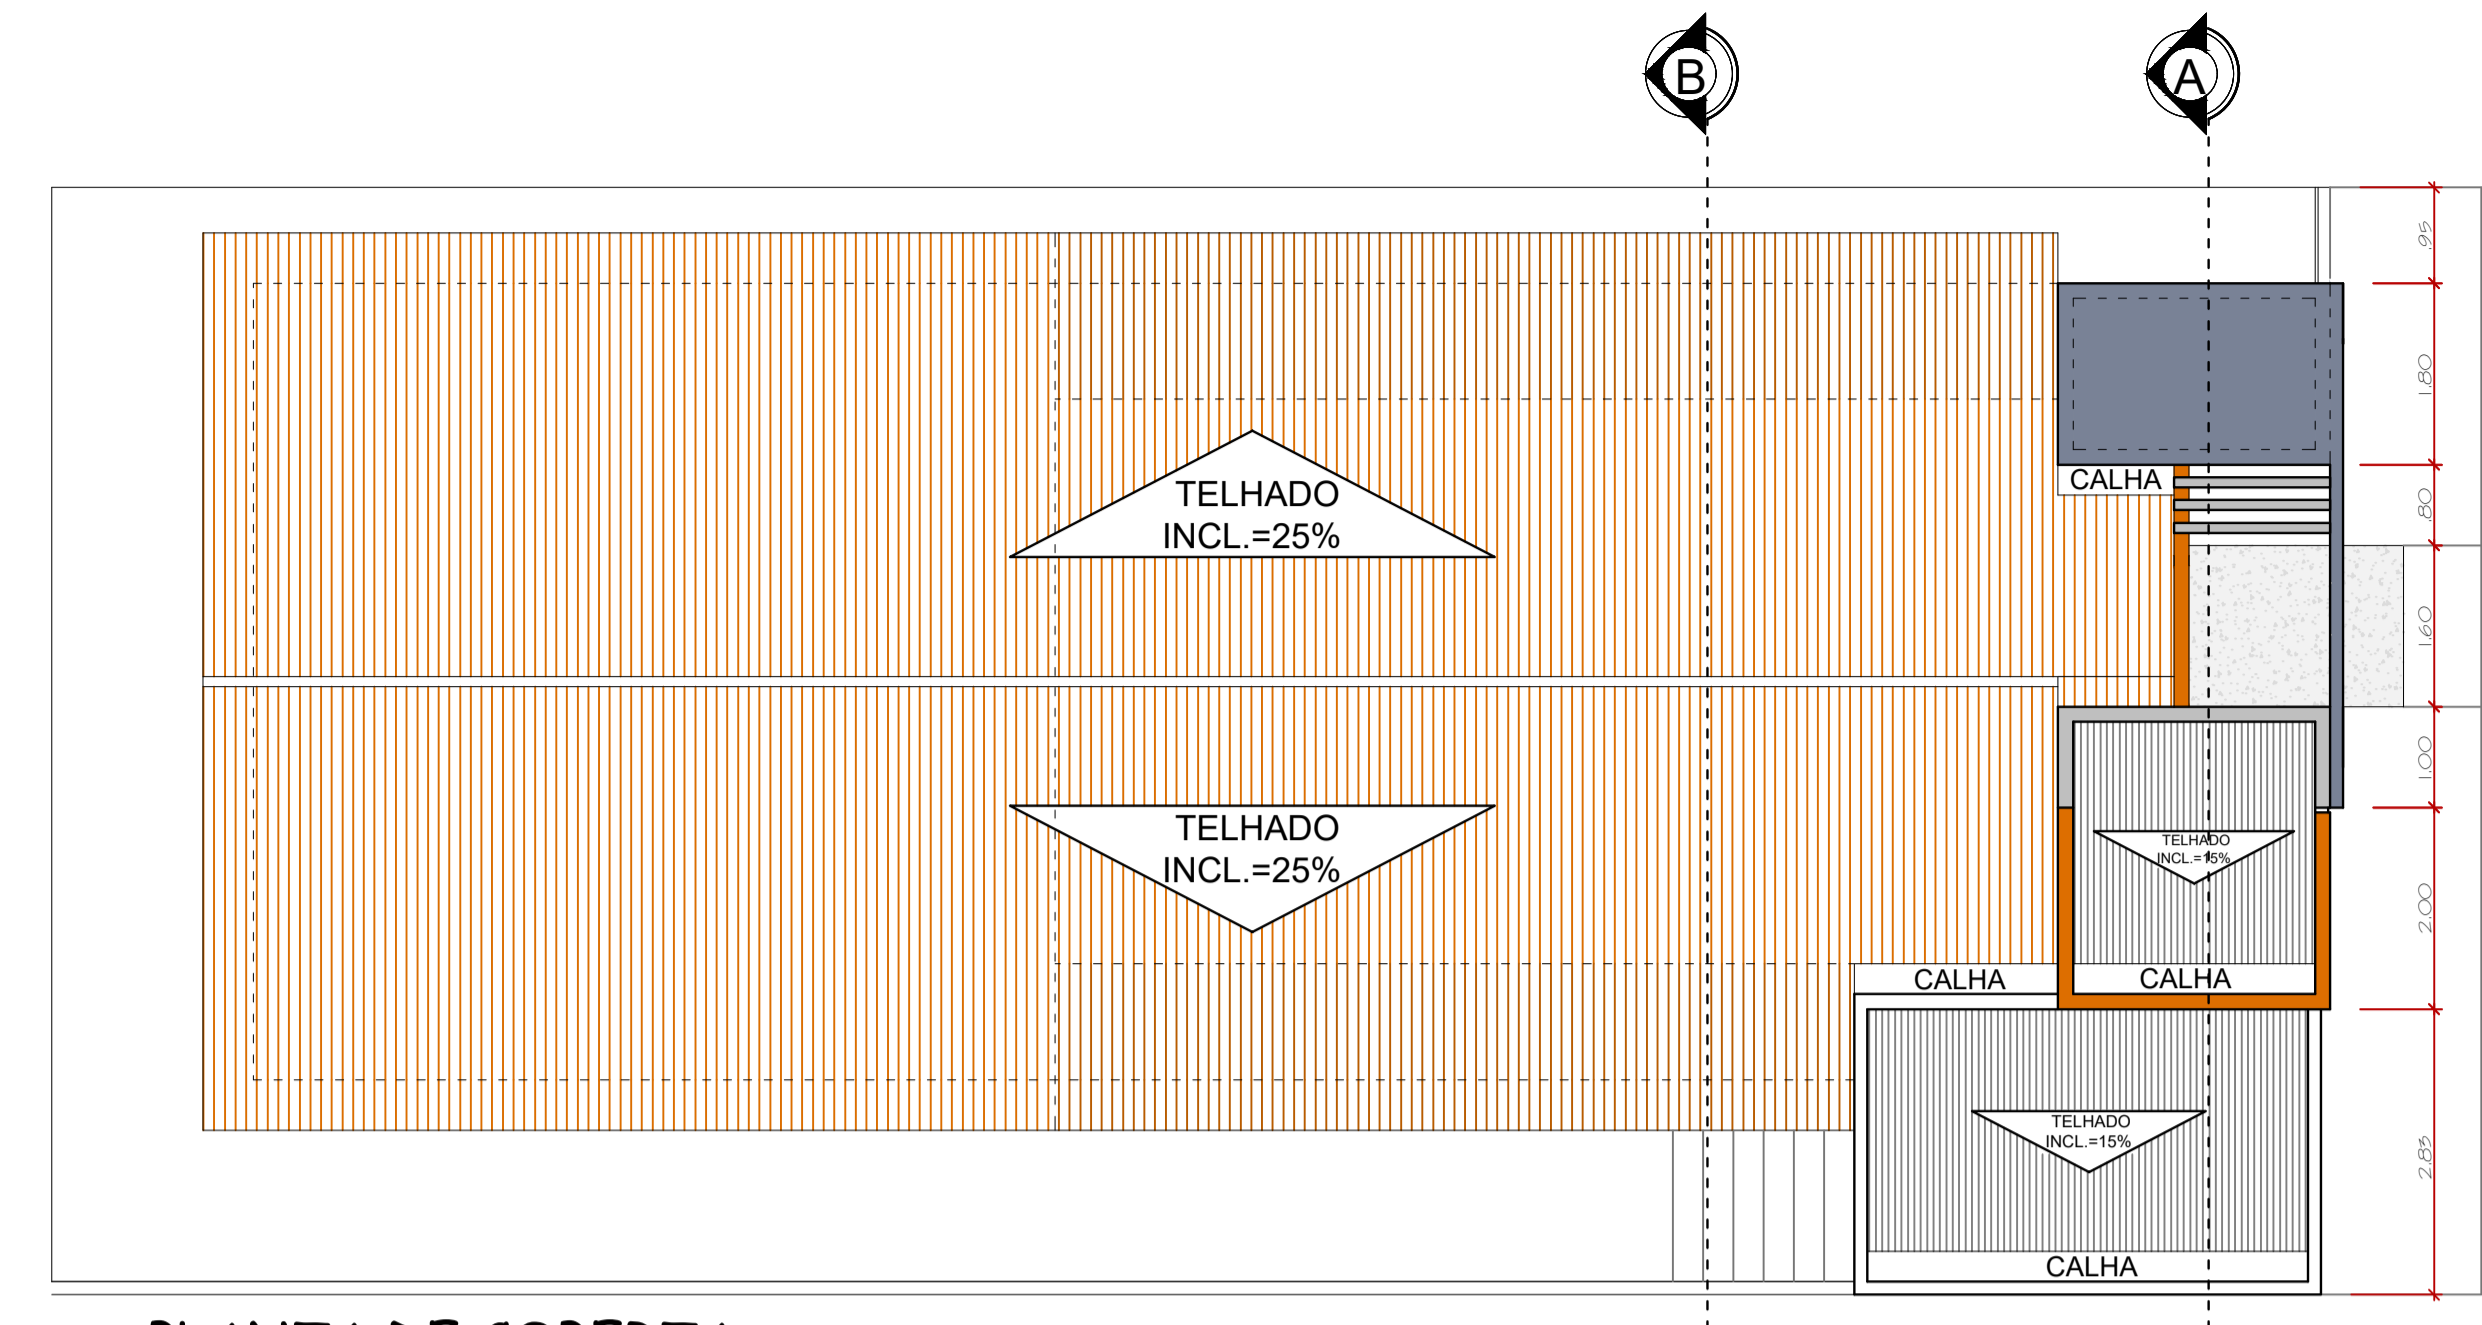 B
A
.95
1.80
TELHADO
INCL.=25%
CALHA
.80
1.60
1.00
TELHADO
INCL.=25%
TELHADO
INCL.=15%
2.00
CALHA
CALHA
TELHADO
INCL.=15%
2.83
CALHA